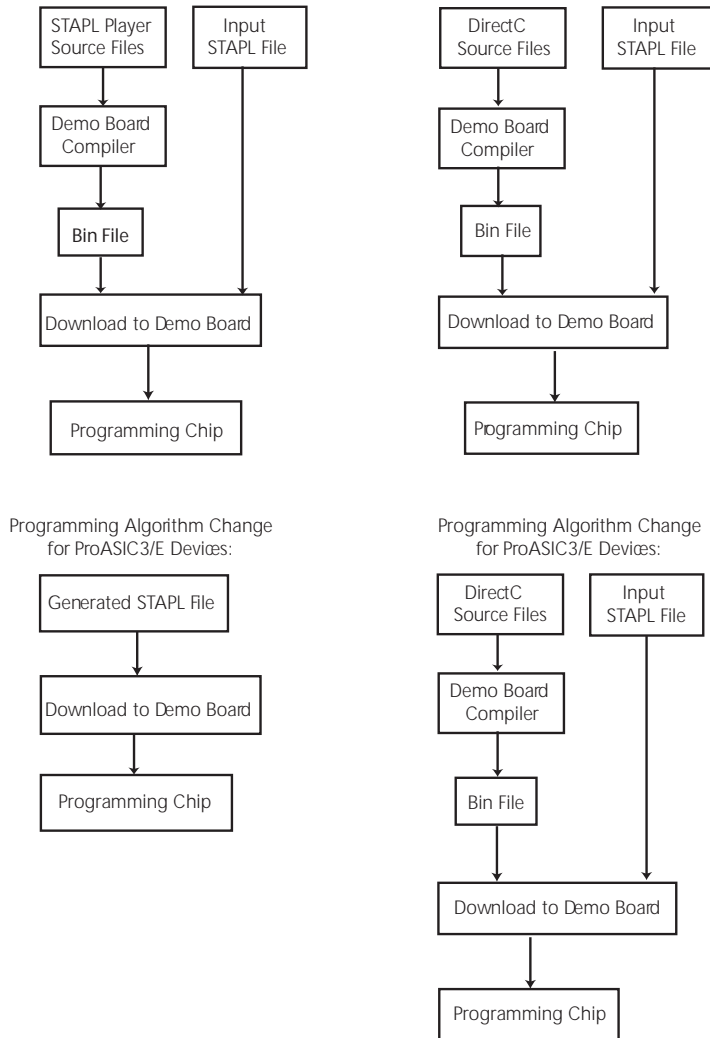 STAPL Player
Source Files
Input
STAPL File
Demo Board
Compiler
Bin File
Download to Demo Board
Programming Chip
DirectC
Source Files
Input
STAPL File
Demo Board
Compiler
Bin File
Download to Demo Board
Programming Chip
Programming Algorithm Change
for ProASIC3/E Devices:
Generated STAPL File
Download to Demo Board
Programming Chip
Programming Algorithm Change
for ProASIC3/E Devices:
DirectC
Source Files
Input
STAPL File
Demo Board
Compiler
Bin File
Download to Demo Board
Programming Chip